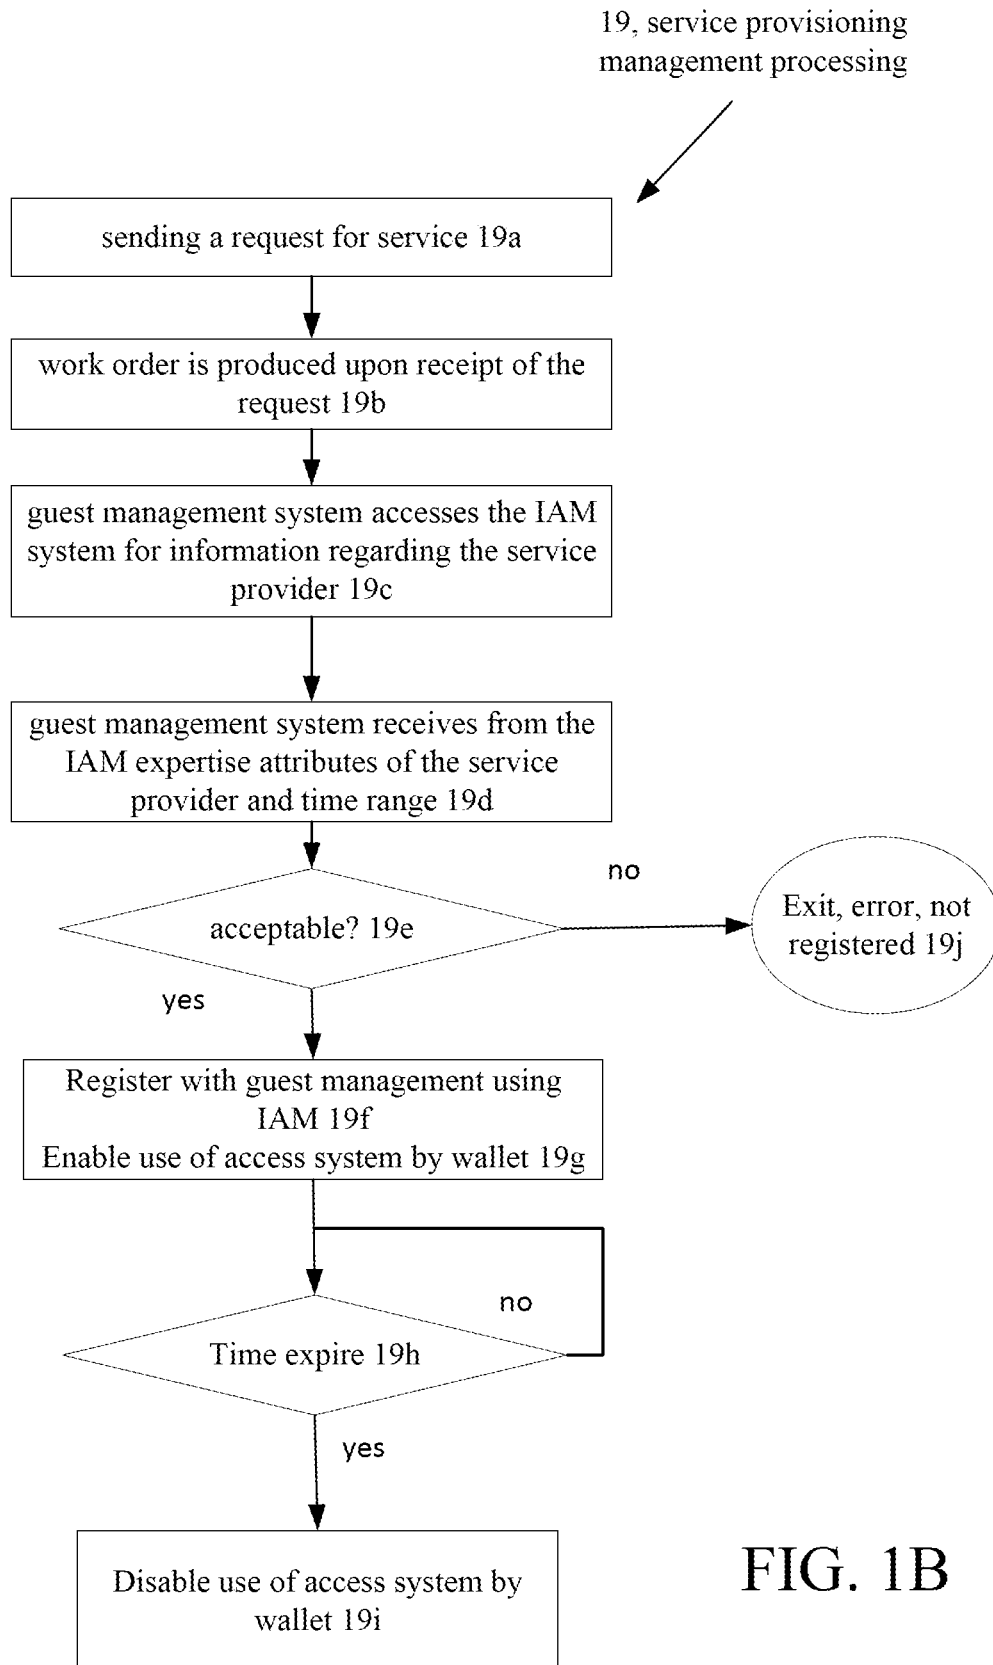 19, service provisioning
management processing
sending a request for service 19a
work order is produced upon receipt of the
request 19b
guest management system accesses the IAM
system for information regarding the service
provider 19c
guest management system receives from the
IAM expertise attributes of the service
provider and time range 19d
no
acceptable? 19e
Exit, error, not
registered 19j
yes
Register with guest management using
IAM 19f
Enable use of access system by wallet 19g
no
Time expire 19h
yes
Disable use of access system by
wallet 19i
FIG. 1B